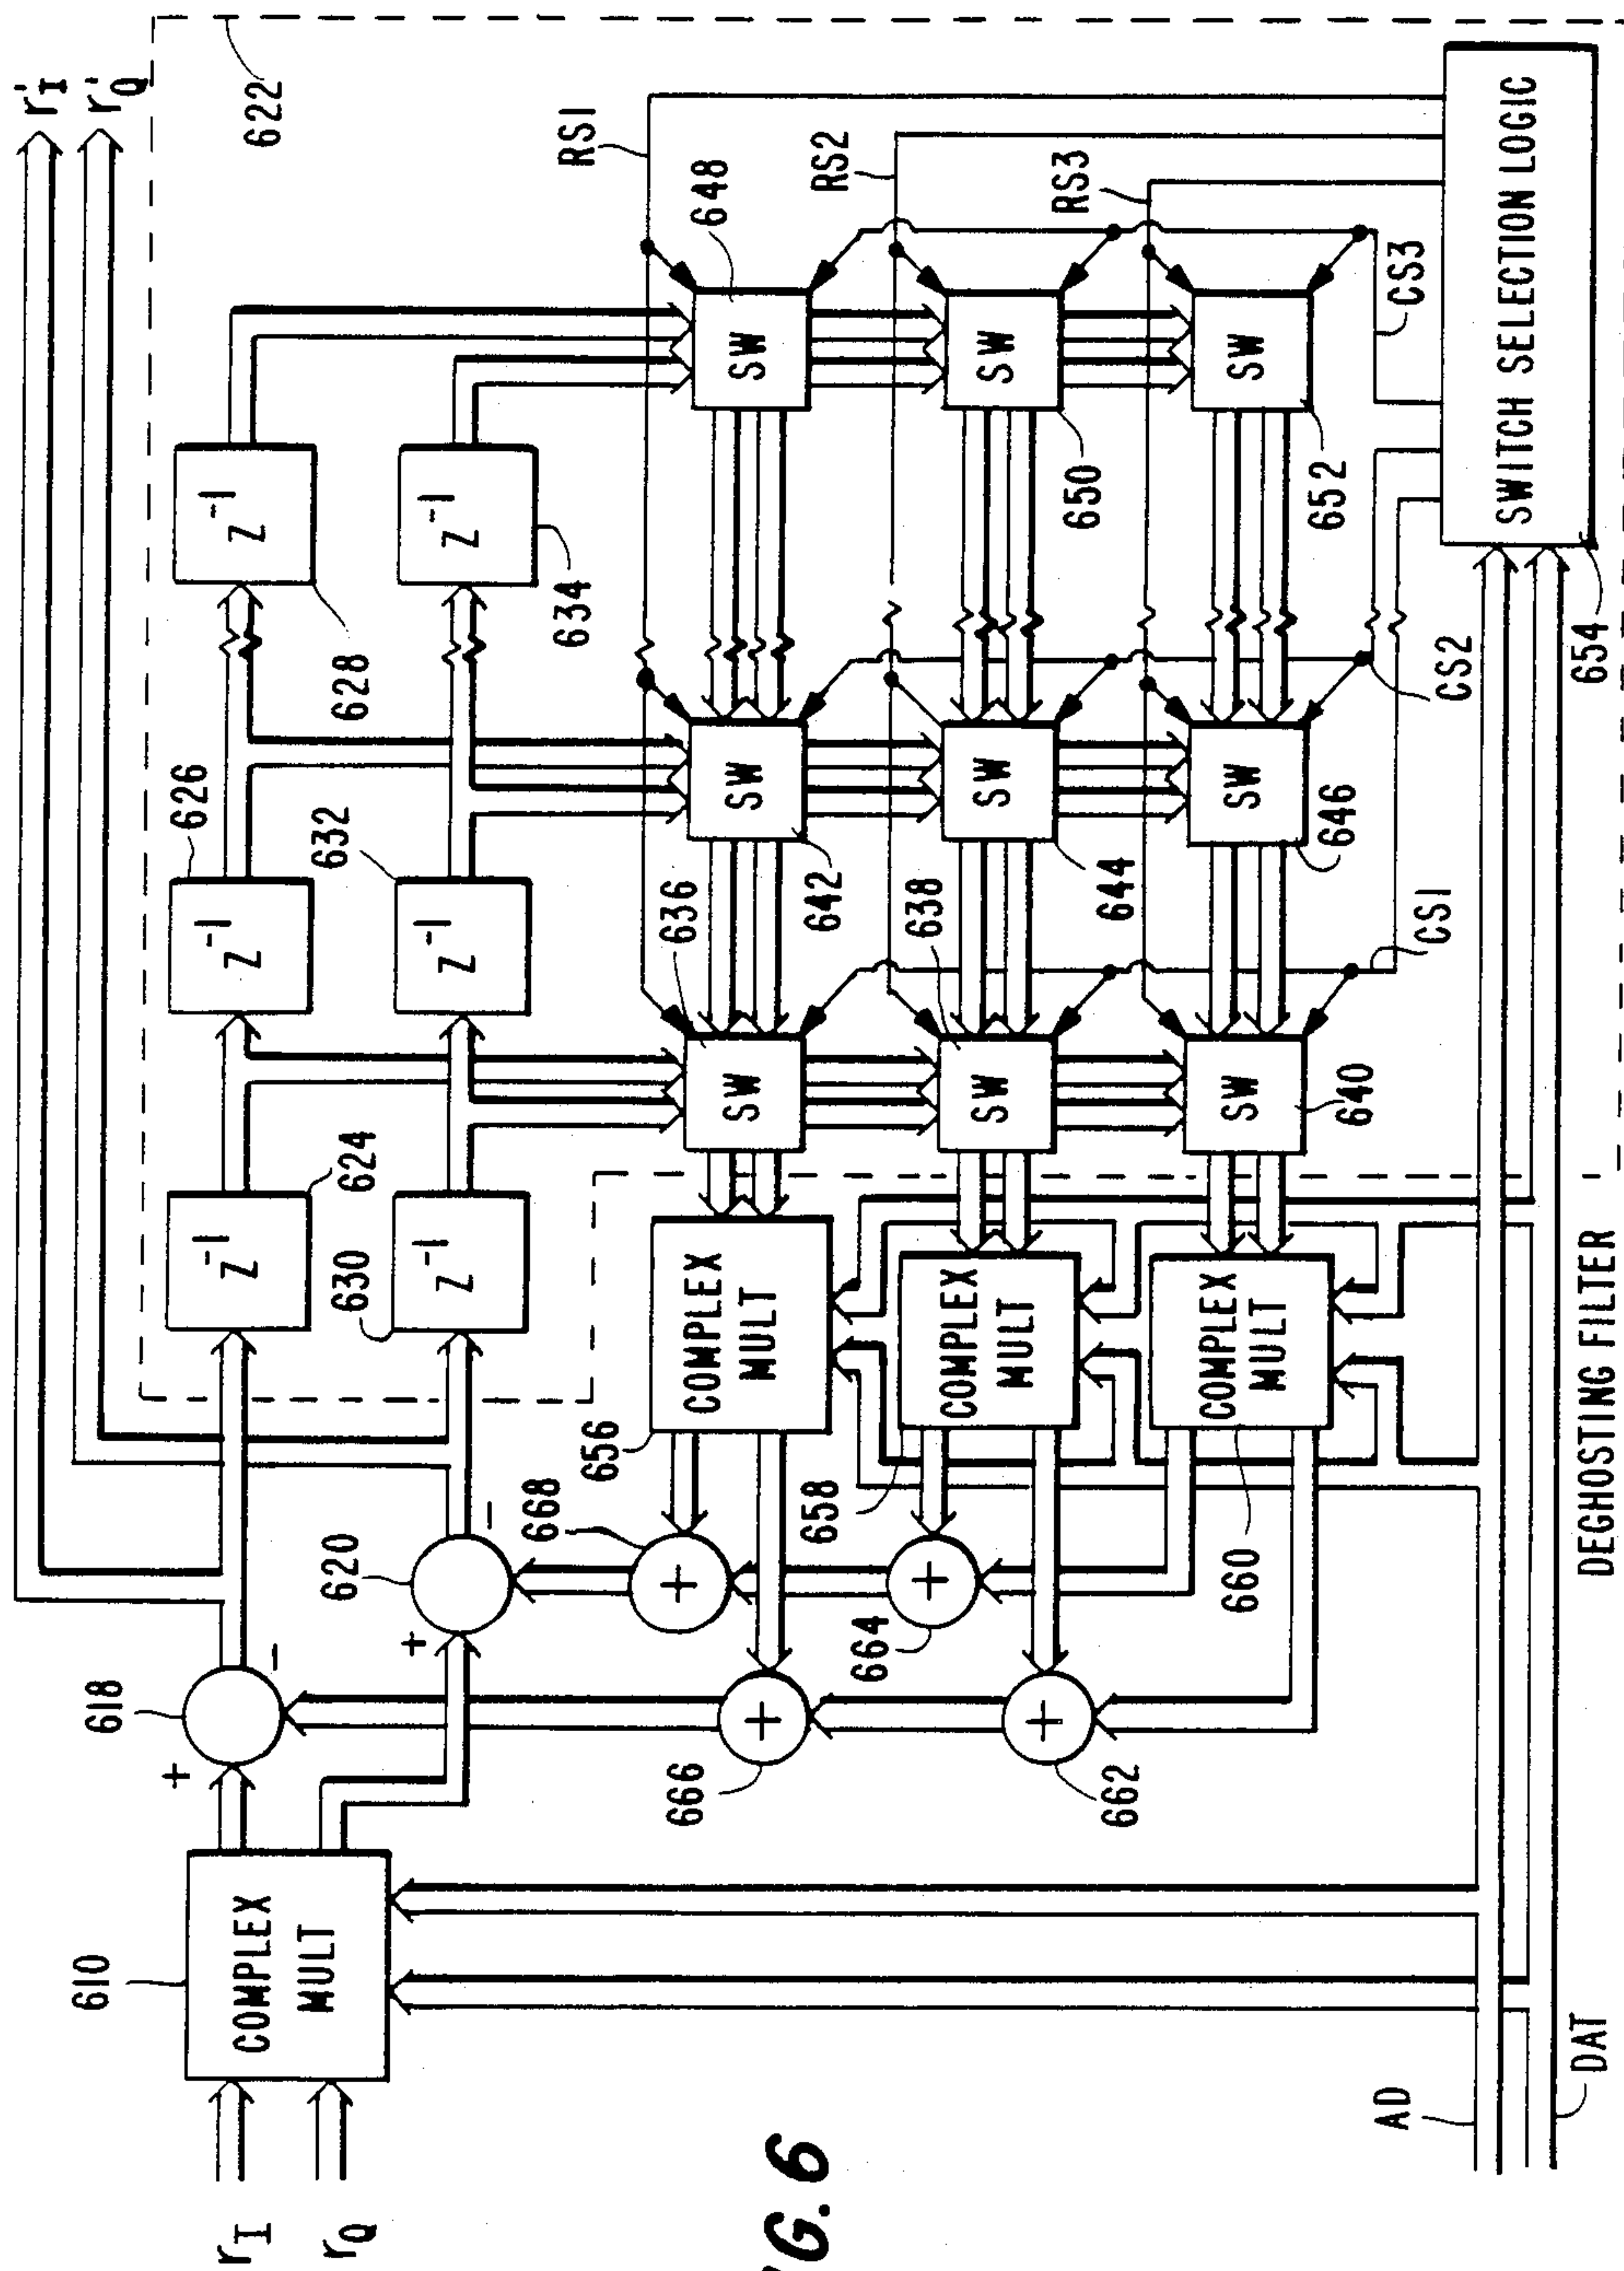 r'I
r'Q
622
Z⁻¹
624
Z⁻¹
626
Z⁻¹
628
630
Z⁻¹
632
Z⁻¹
Z⁻¹
634
RS1
RS2
RS3
648
SW
SW
650
SW
652
CS3
SW
642
SW
644
SW
646
CS2
636
SW
638
SW
SW
640
CS1
SWITCH SELECTION LOGIC
654
656
COMPLEX
MULT
658
COMPLEX
MULT
660
COMPLEX
MULT
618
+
-
620
+
-
668
+
664
+
666
+
662
+
610
COMPLEX
MULT
rI
rQ
AD
DAT
DEGHOSTING FILTER
G. 6